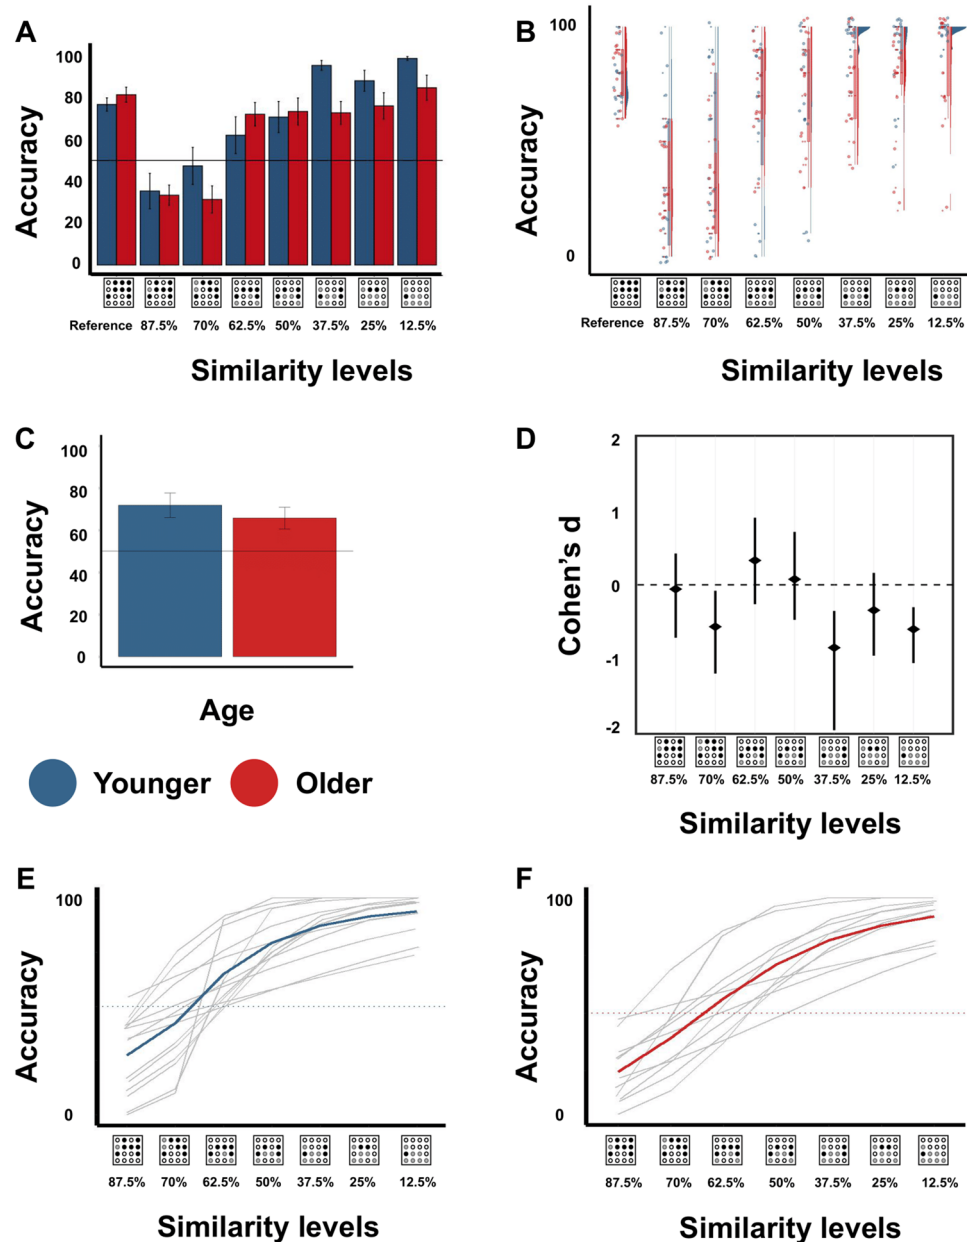 A
100
80
60
40
20
0
Accuracy
Reference 87.5% 70% 62.5% 50% 37.5% 25% 12.5%
Similarity levels
B
100
0
Accuracy
Reference 87.5% 70% 62.5% 50% 37.5% 25% 12.5%
Similarity levels
C
100
80
60
40
20
0
Accuracy
Age
Younger Older
D
2
1
0
-1
-2
Cohen's d
87.5% 70% 62.5% 50% 37.5% 25% 12.5%
Similarity levels
E
100
0
Accuracy
87.5% 70% 62.5% 50% 37.5% 25% 12.5%
Similarity levels
F
100
0
Accuracy
87.5% 70% 62.5% 50% 37.5% 25% 12.5%
Similarity levels